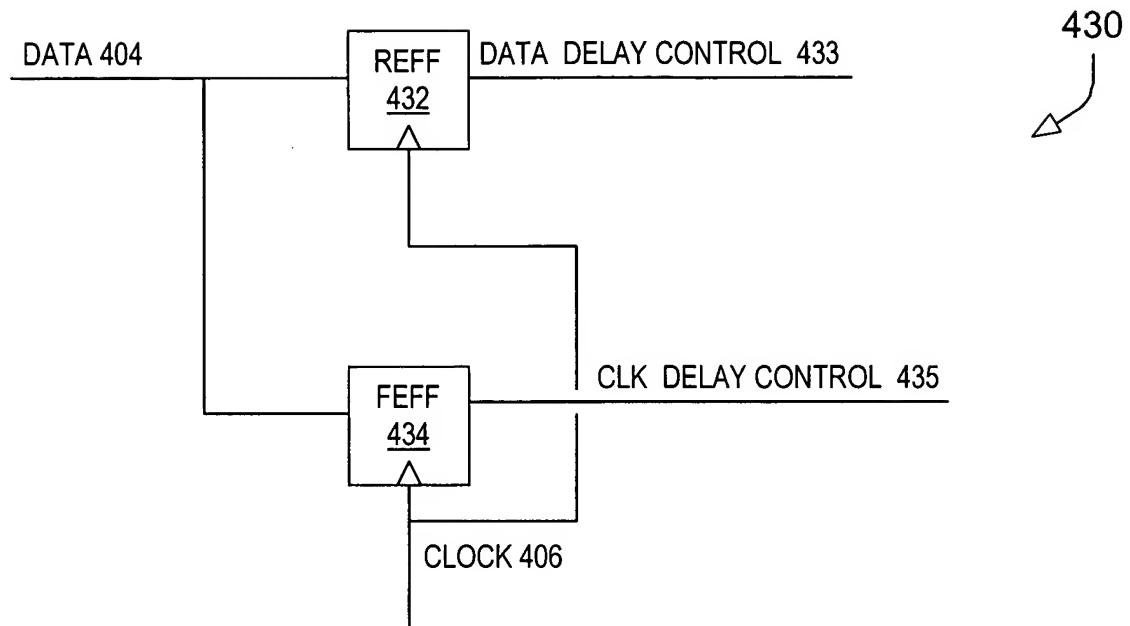 430
DATA 404
REFF
432
DATA DELAY CONTROL 433
CLK DELAY CONTROL 435
FEFF
434
CLOCK 406